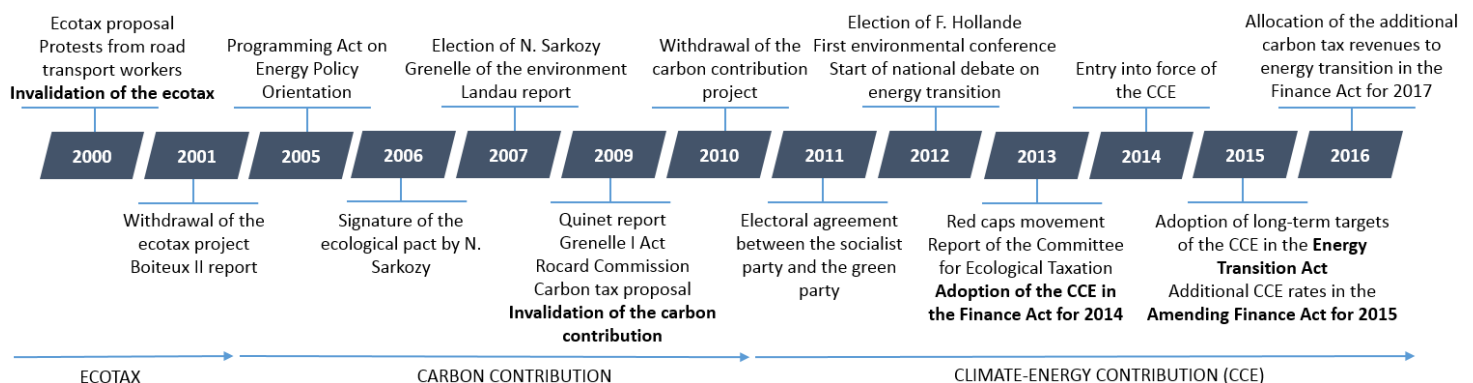 Ecotax proposal
Protests from road
transport workers
Invalidation of the ecotax
Programming Act on
Energy Policy
Orientation
Election of N. Sarkozy
Grenelle of the environment
Landau report
Withdrawal of the
carbon contribution
project
Election of F. Hollande
First environmental conference
Start of national debate on
energy transition
Entry into force of
the CCE
Allocation of the additional
carbon tax revenues to
energy transition in the
Finance Act for 2017
2000 2001 2005 2006 2007 2009 2010 2011 2012 2013 2014 2015 2016
Withdrawal of the
ecotax project
Boiteux II report
Signature of the
ecological pact by N.
Sarkozy
Quinet report
Grenelle I Act
Rocard Commission
Carbon tax proposal
Invalidation of the carbon
contribution
Electoral agreement
between the socialist
party and the green
party
Red caps movement
Report of the Committee
for Ecological Taxation
Adoption of the CCE in
the Finance Act for 2014
Adoption of long-term targets
of the CCE in the Energy
Transition Act
Additional CCE rates in the
Amending Finance Act for 2015
ECOTAX
CARBON CONTRIBUTION
CLIMATE-ENERGY CONTRIBUTION (CCE)